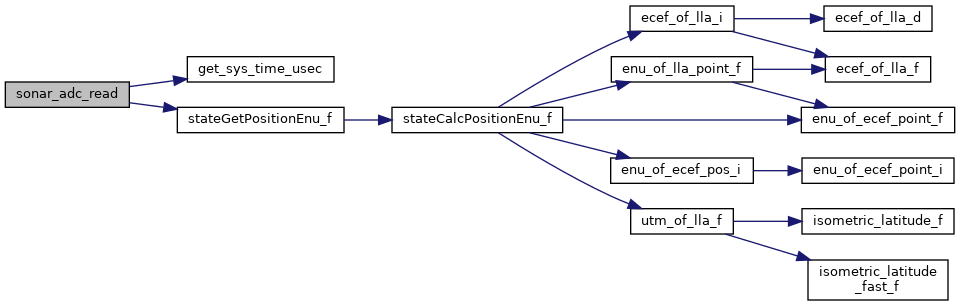 sonar_adc_read
get_sys_time_usec
stateGetPositionEnu_f
stateCalcPositionEnu_f
ecef_of_lla_i
enu_of_lla_point_f
enu_of_ecef_pos_i
utm_of_lla_f
ecef_of_lla_d
ecef_of_lla_f
enu_of_ecef_point_f
enu_of_ecef_point_i
isometric_latitude_f
isometric_latitude
_fast_f